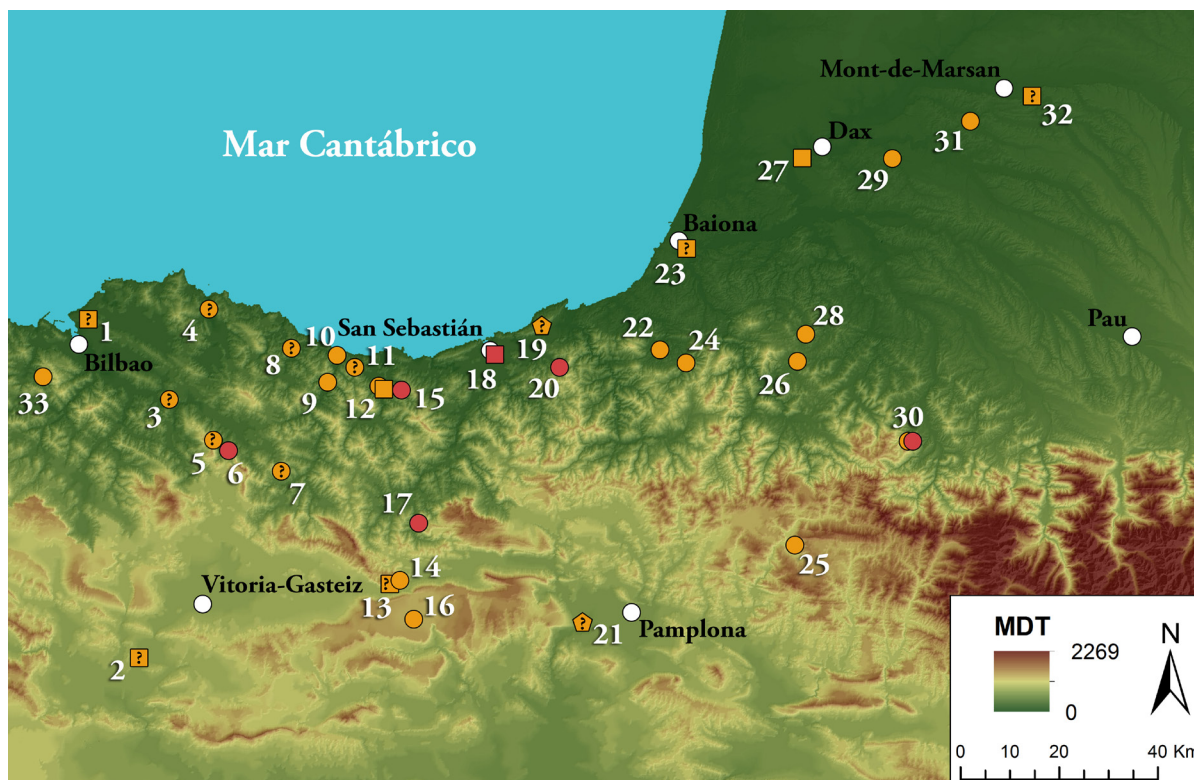 Mont-de-Marsan
32
Dax
31
Mar Cantábrico
27
29
Baiona
23
4
1
10
San Sebastián
22
28
Pau
Bilbao
8
11
19
24
18
20
26
33
9
12
15
3
30
5
6
7
17
14
25
Vitoria-Gasteiz
13
16
21
Pamplona
2
MDT
N
2269
0
0 10 20 40 Km
? ? ? ? ? ? ? ? ? ? ? ? ?